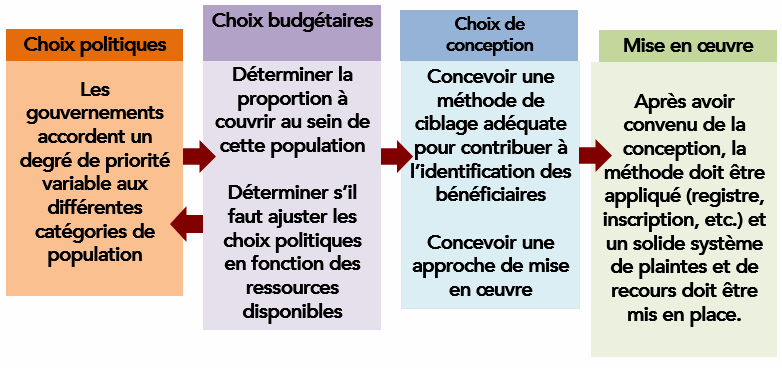 Choix politiques
Les
gouvernements
accordent un
degré de priorité
variable aux
différentes
catégories de
population
Choix budgétaires
Déterminer la
proportion à
couvrir au sein de
cette population
Déterminer s’il
faut ajuster les
choix politiques
en fonction des
ressources
disponibles
Choix de
conception
Concevoir une
méthode de
ciblage adéquate
pour contribuer à
l’identification des
bénéficiaires
Concevoir une
approche de mise
en œuvre
Mise en œuvre
Après avoir
convenu de la
conception, la
méthode doit être
appliqué (registre,
inscription, etc.) et
un solide système
de plaintes et de
recours doit être
mis en place.